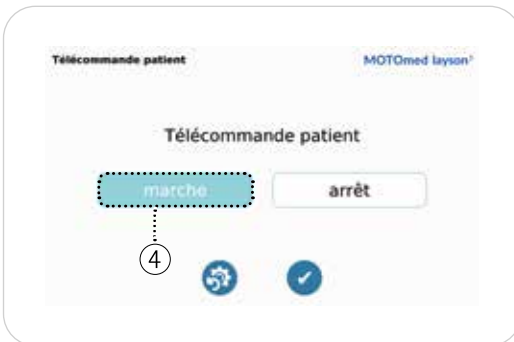 Télécommande patient MOTOmed layson®
Télécommande patient
marche arrêt
④